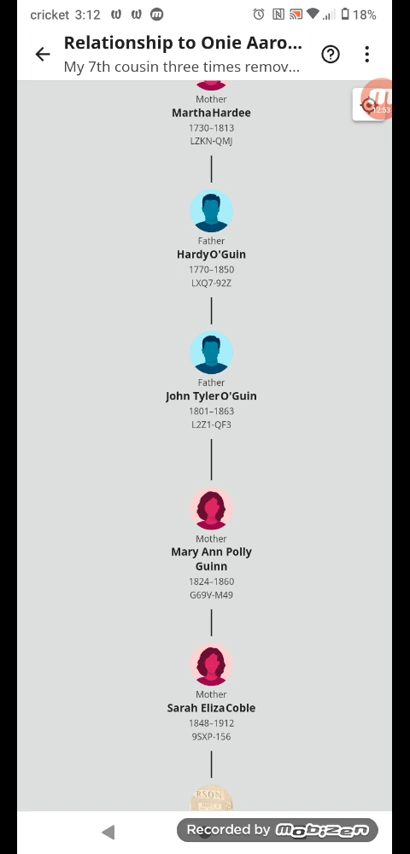 cricket 3:12
18%
Relationship to Onie Aaro...
My 7th cousin three times remov...
Mother
MarthaHardee
1730–1813
LZKN-QMJ
Father
HardyO'Guin
1770–1850
LXQ7-92Z
Father
John TylerO'Guin
1801–1863
L2Z1-QF3
Mother
Mary Ann Polly
Guinn
1824–1860
G69V-M49
Mother
Sarah ElizaCoble
1848–1912
9SXP-156
RSON
Recorded by mobizen